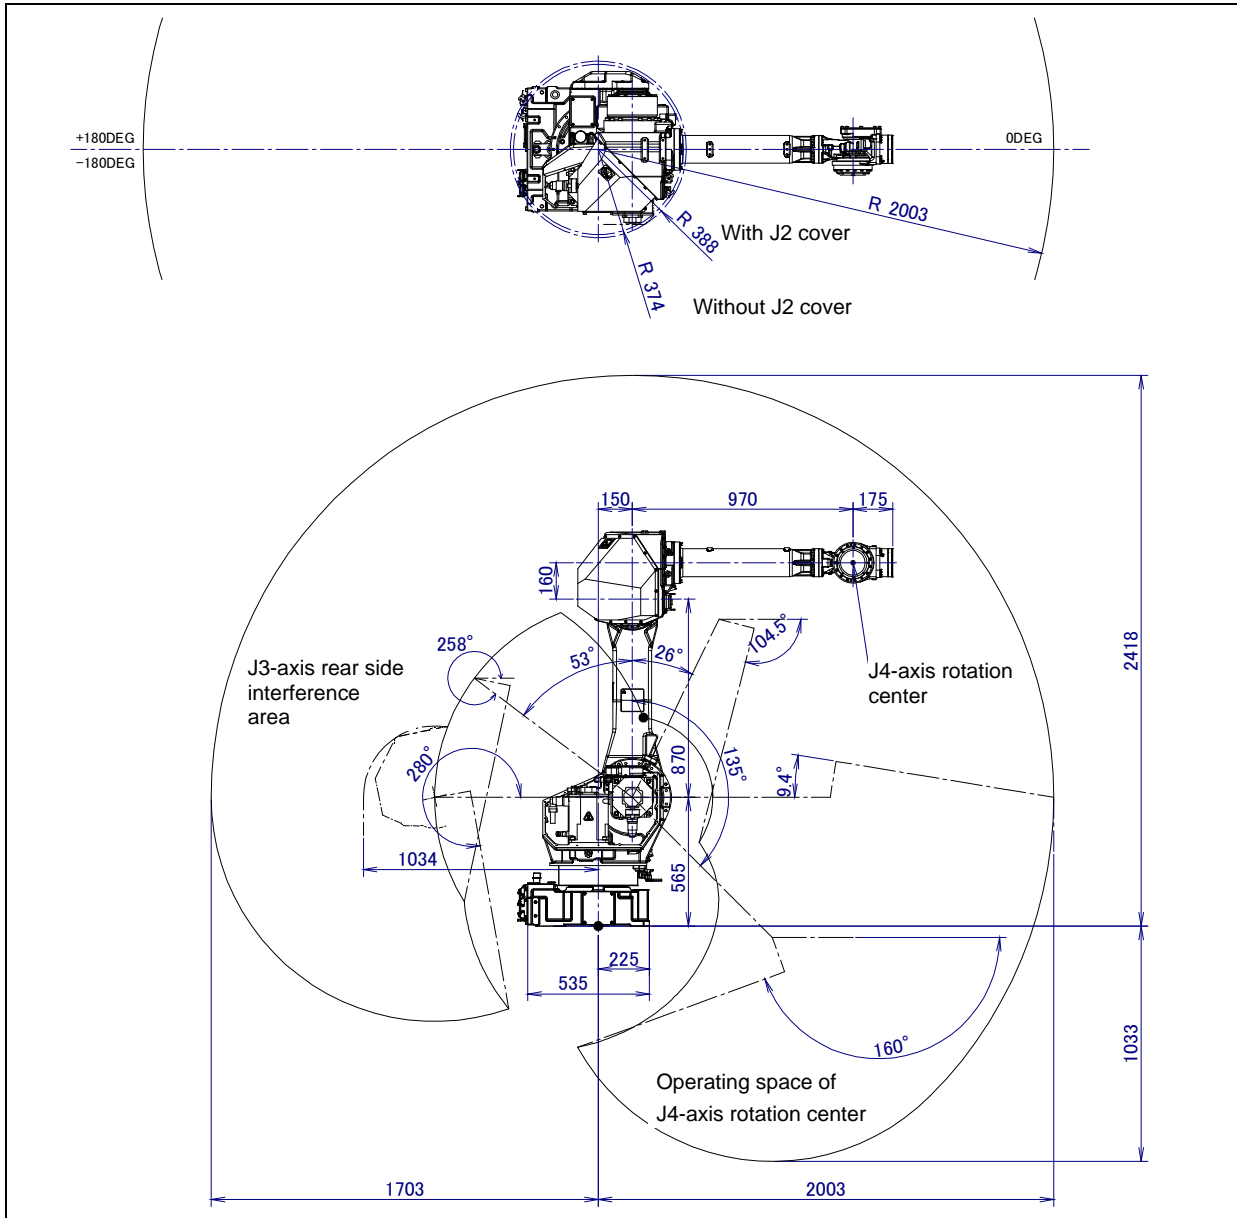 +180DEG
-180DEG
0DEG
R 2003
R 388
With J2 cover
R 374
Without J2 cover
150
970
175
160
104.5°
258°
53°
26°
J3-axis rear side
interference
area
J4-axis rotation
center
2418
280°
870
135°
9.4°
1034
565
225
535
160°
1033
Operating space of
J4-axis rotation center
1703
2003